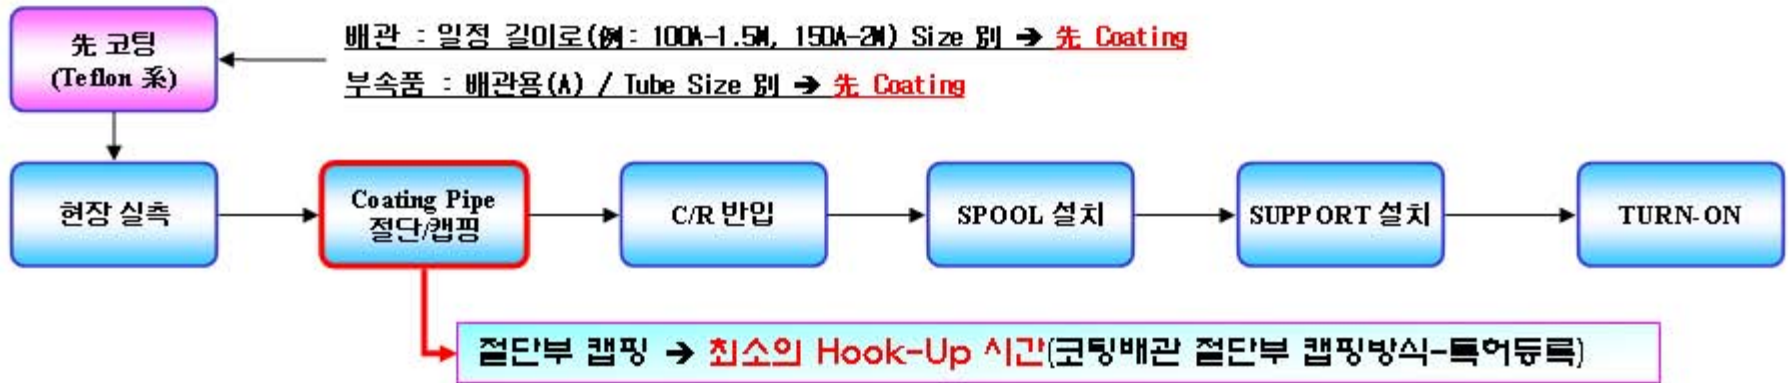 先 코팅
(Teflon 系)
배관 : 일정 길이로(例: 100A-1.5M, 150A-2M) Size 別 ➔ 先 Coating
부속품 : 배관용(A) / Tube Size 別 ➔ 先 Coating
현장 실측
Coating Pipe
절단/캡핑
C/R 반입
SPOOL 설치
SUPPORT 설치
TURN-ON
절단부 캡핑 → 최소의 Hook-Up 시간(코팅배관 절단부 캡핑방식-특허등록)